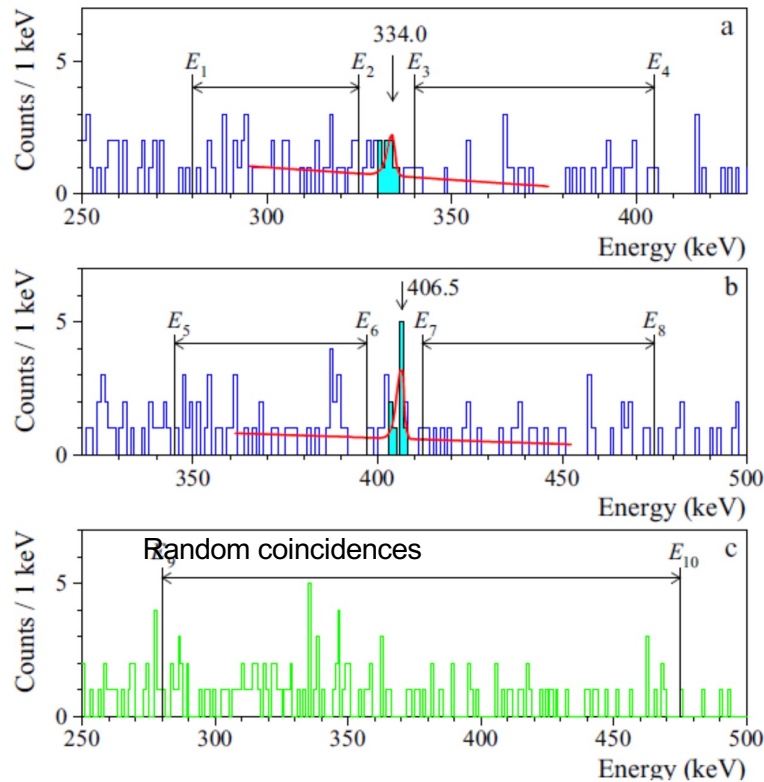 a
334.0
E1 E2 E3 E4
Counts / 1 keV
5
0
250 300 350 400
Energy (keV)
b
406.5
E5 E6 E7 E8
Counts / 1 keV
5
0
350 400 450 500
Energy (keV)
Random coincidences
c
E9 E10
Counts / 1 keV
5
0
250 300 350 400 450 500
Energy (keV)